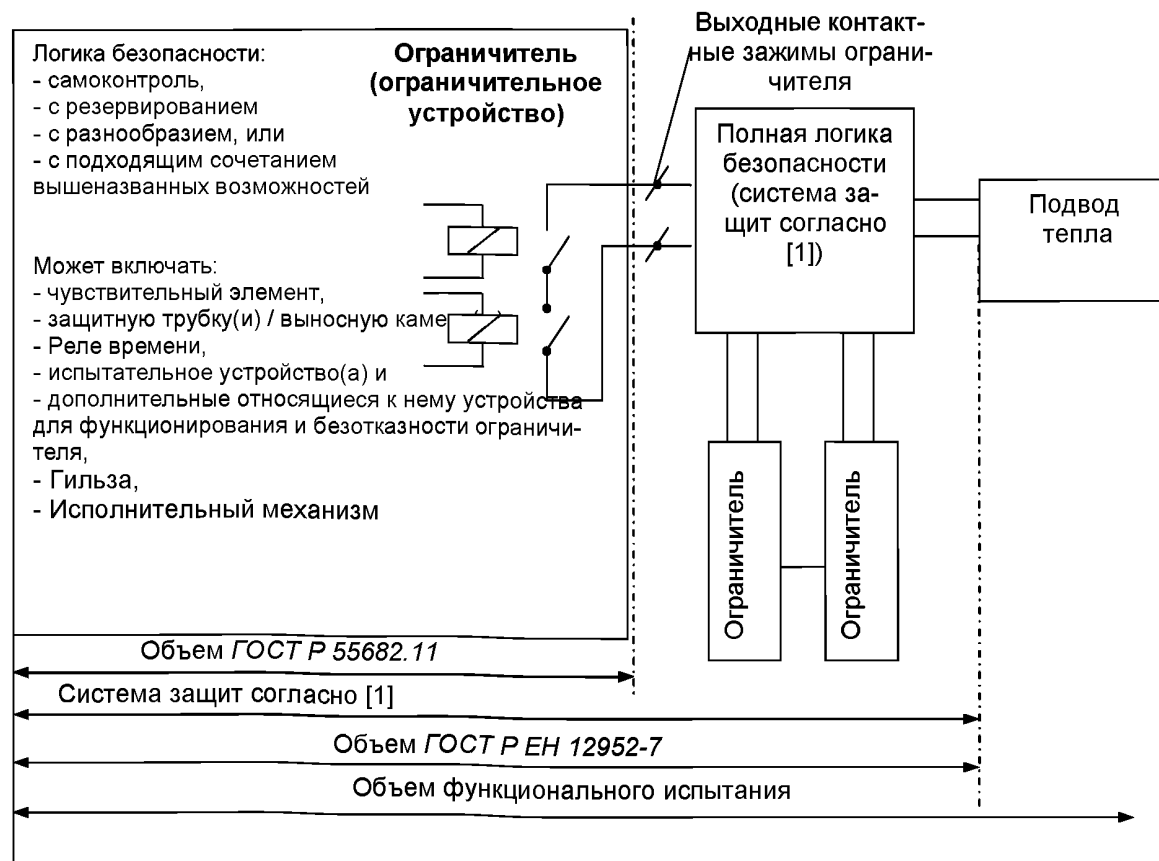 Логика безопасности:
- самоконтроль,
- с резервированием
- с разнообразием, или
- с подходящим сочетанием
вышеназванных возможностей
Ограничитель
(ограничительное
устройство)
Может включать:
- чувствительный элемент,
- защитную трубку(и) / выносную
- Реле времени,
- испытательное устройство(а) и
- дополнительные относящиеся к нему устройства
для функционирования и безотказности ограничи-
теля,
- Гильза,
- Исполнительный механизм
Выходные контакт-
ные зажимы ограни-
чителя
Полная логика
безопасности
(система за-
щит согласно
[1])
Подвод
тепла
Ограничитель
Ограничитель
Объем ГОСТ Р 55682.11
Система защит согласно [1]
Объем ГОСТ Р ЕН 12952-7
Объем функционального испытания